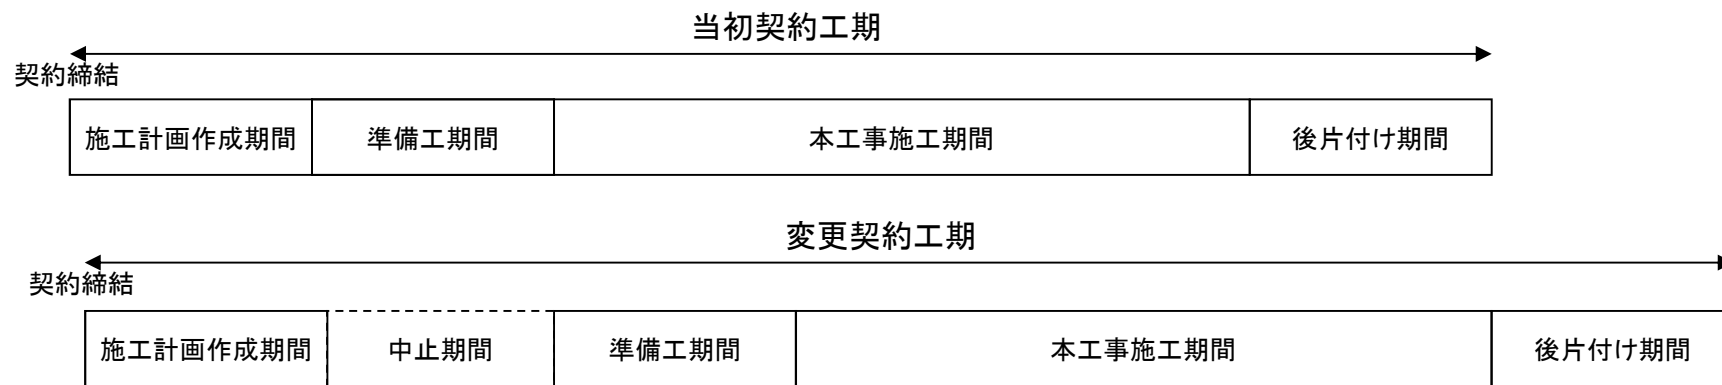 当初契約工期
契約締結
施工計画作成期間
準備工期間
本工事施工期間
後片付け期間
変更契約工期
契約締結
施工計画作成期間
中止期間
準備工期間
本工事施工期間
後片付け期間